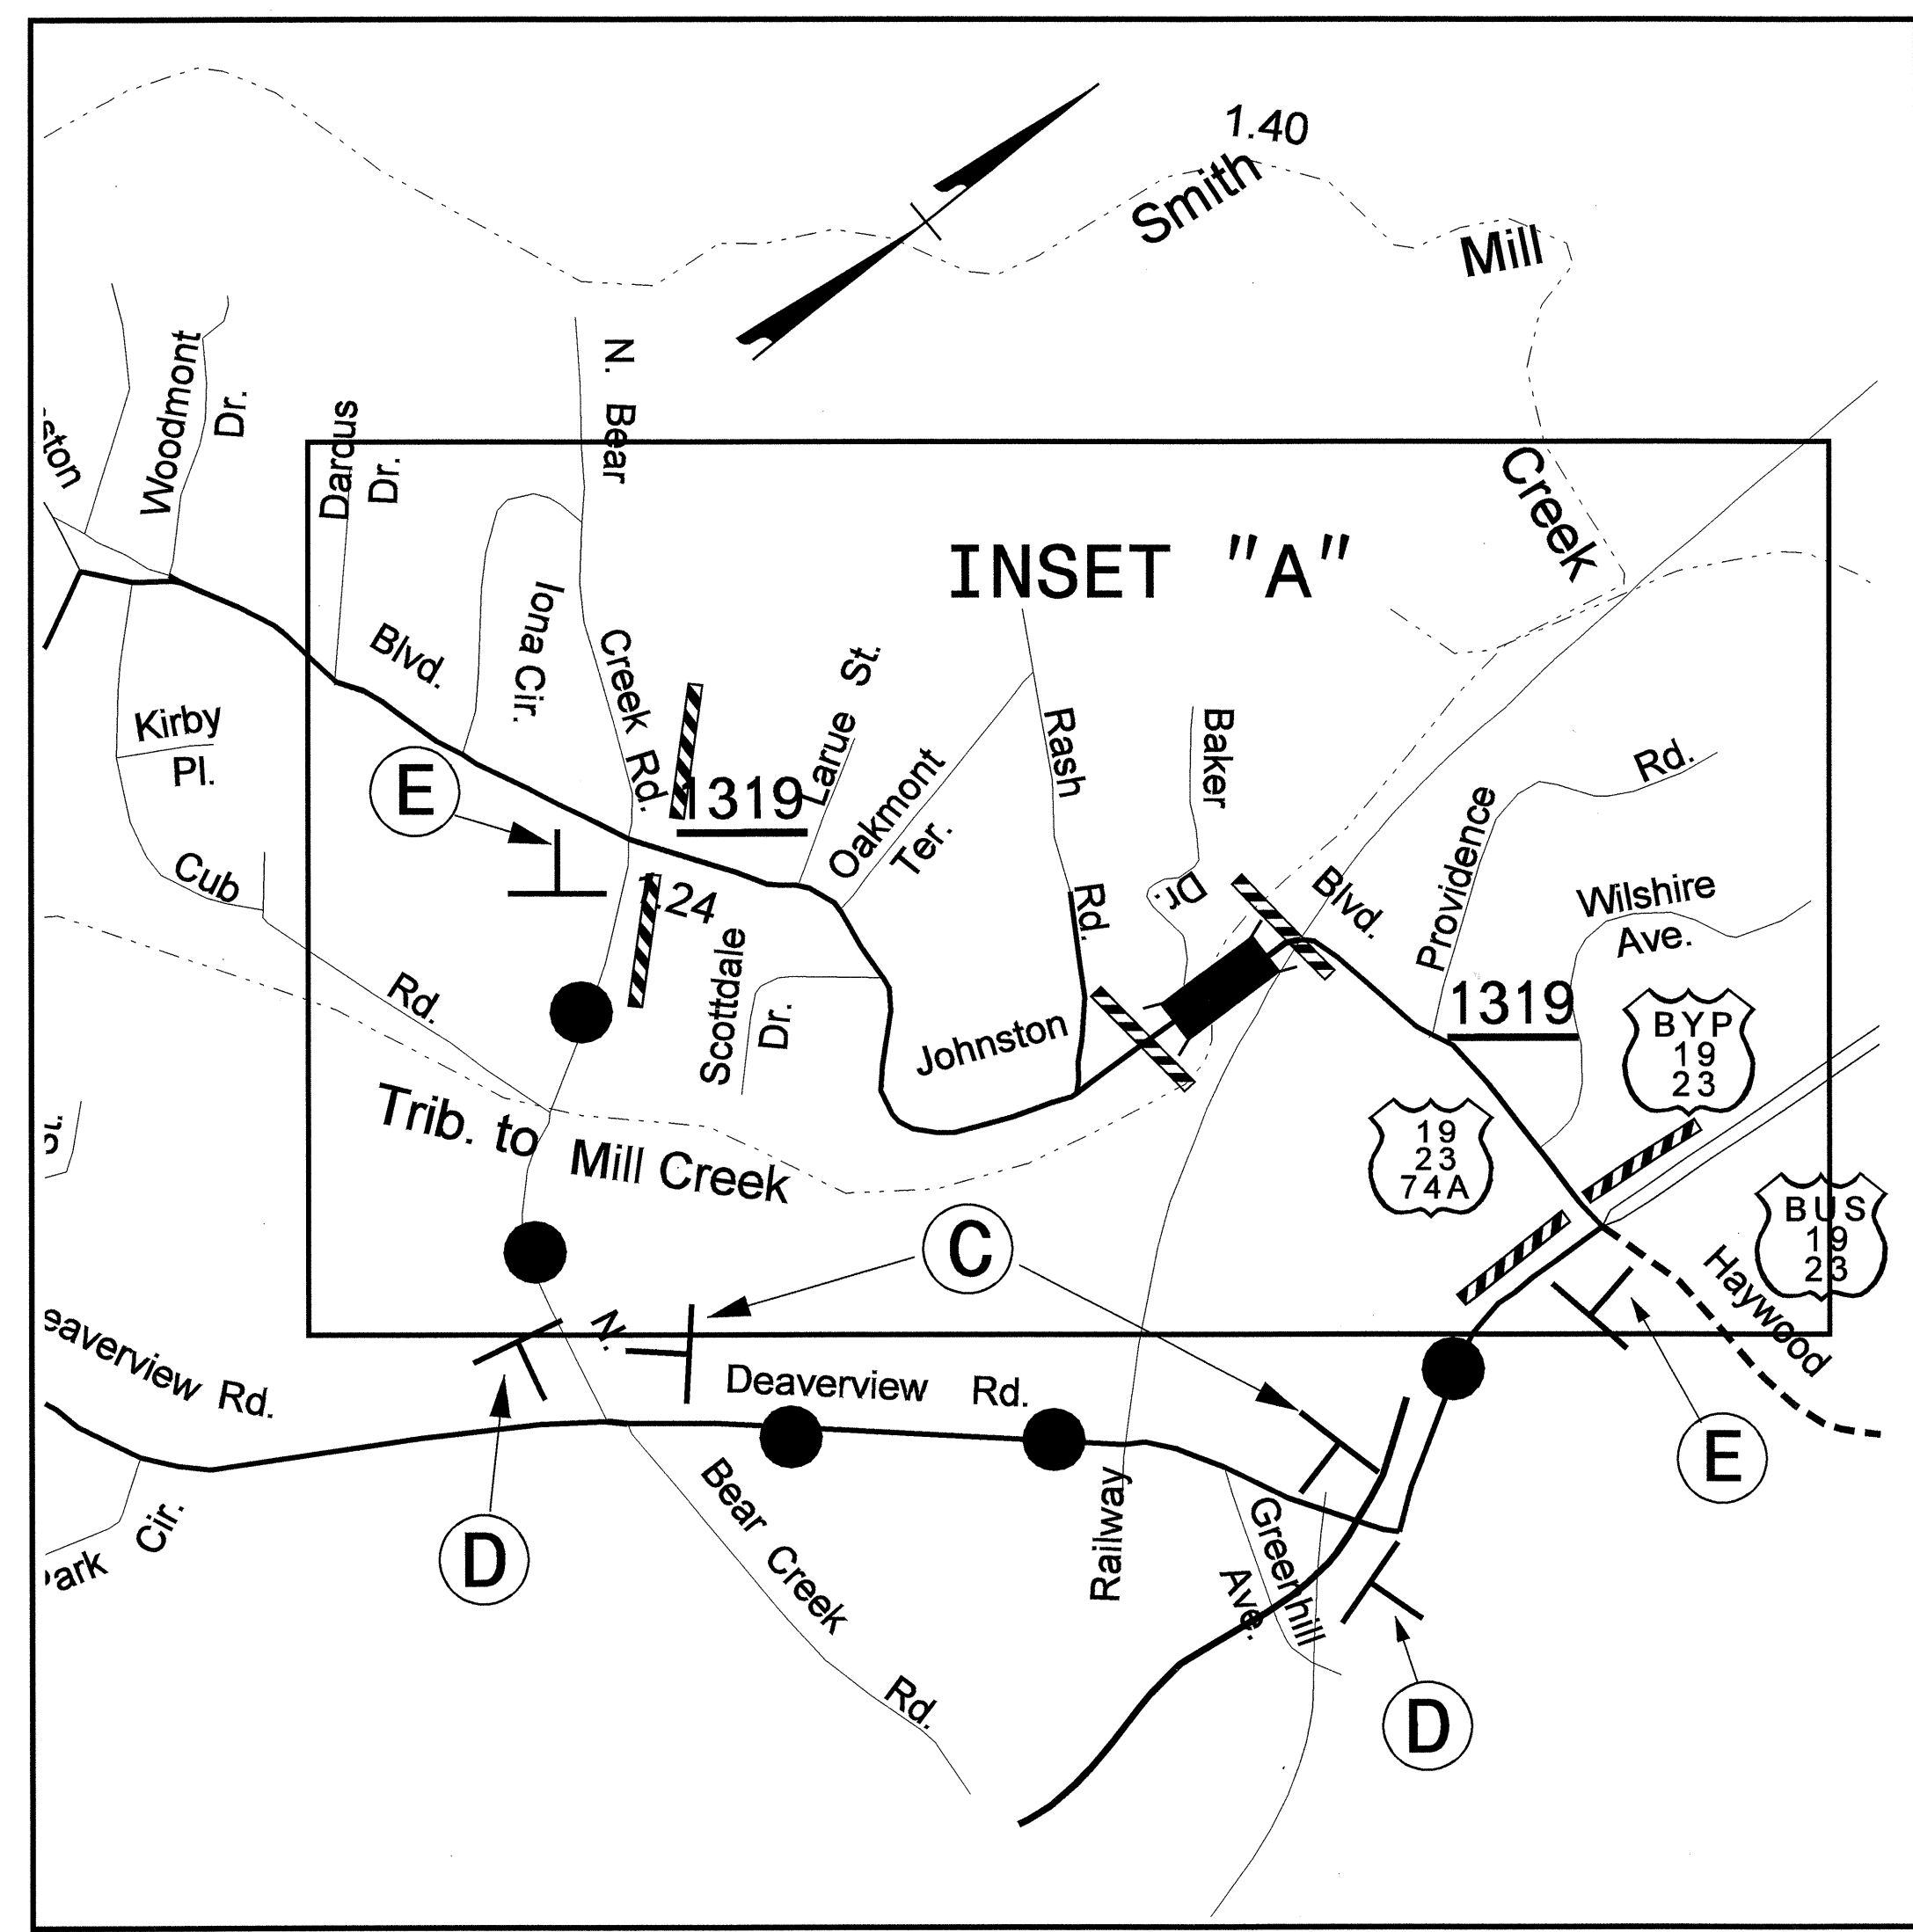 1.40
Smith
Mill
Creek
N. Bear
Creek Rd.
Woodmont
Dr.
Dardus
Dr.
INSET "A"
Iona Cir.
Blvd.
Larue St.
Kirby
Pl.
E
1319
Oakmont
Ter.
Rash
Rd.
Baker
Dr.
Blvd.
Providence
Rd.
Wilshire
Ave.
Cub
Rd.
1.24
Scottdale
Dr.
Johnston
1319
BYP
19
23
19
23
74A
BUS
19
23
Trib. to Mill Creek
C
Haywood
N.
Deaverview Rd.
eaverview Rd.
E
D
Bear Creek Rd.
Railway
Greenhill
Ave.
Cir.
D